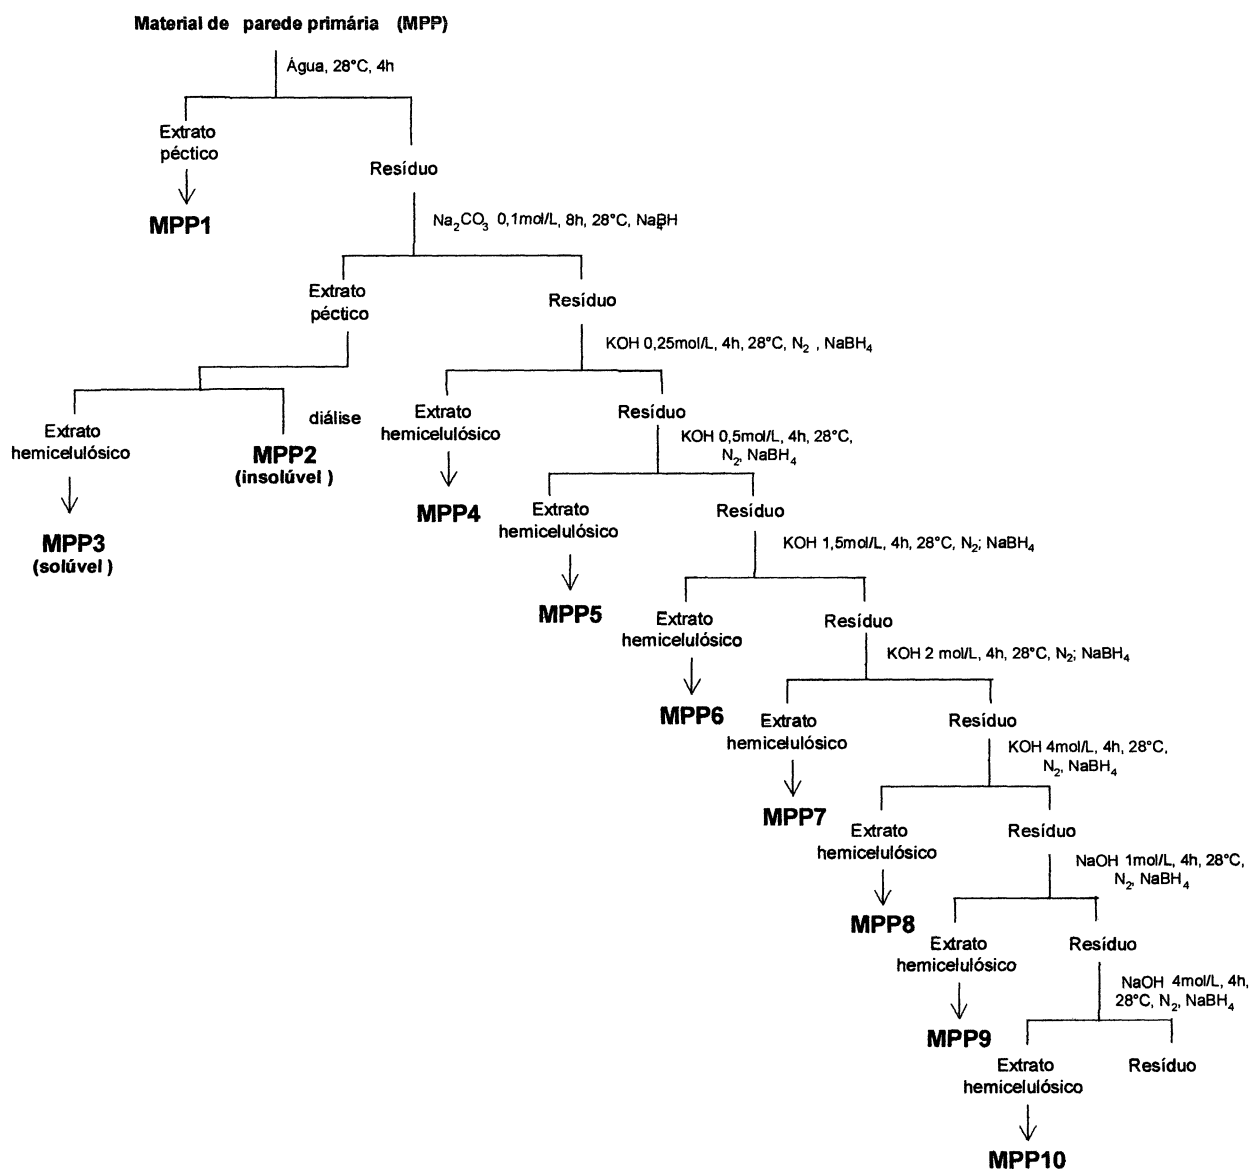 Material de parede primária (MPP)
Água, 28°C, 4h
Extrato
péctico
Resíduo
MPP1
Na2CO3 0,1mol/L, 8h, 28°C, NaBH4
Extrato
péctico
Resíduo
KOH 0,25mol/L, 4h, 28°C, N2 , NaBH4
Extrato
hemicelulósico
diálise
MPP2
(insolúvel )
Extrato
hemicelulósico
Resíduo
KOH 0,5mol/L, 4h, 28°C,
N2, NaBH4
MPP3
(solúvel )
MPP4
Extrato
hemicelulósico
Resíduo
KOH 1,5mol/L, 4h, 28°C, N2; NaBH4
MPP5
Extrato
hemicelulósico
Resíduo
KOH 2 mol/L, 4h, 28°C, N2; NaBH4
MPP6
Extrato
hemicelulósico
Resíduo
KOH 4mol/L, 4h, 28°C,
N2, NaBH4
MPP7
Extrato
hemicelulósico
Resíduo
NaOH 1mol/L, 4h, 28°C,
N2, NaBH4
MPP8
Extrato
hemicelulósico
Resíduo
NaOH 4mol/L, 4h,
28°C, N2, NaBH4
MPP9
Extrato
hemicelulósico
Resíduo
MPP10